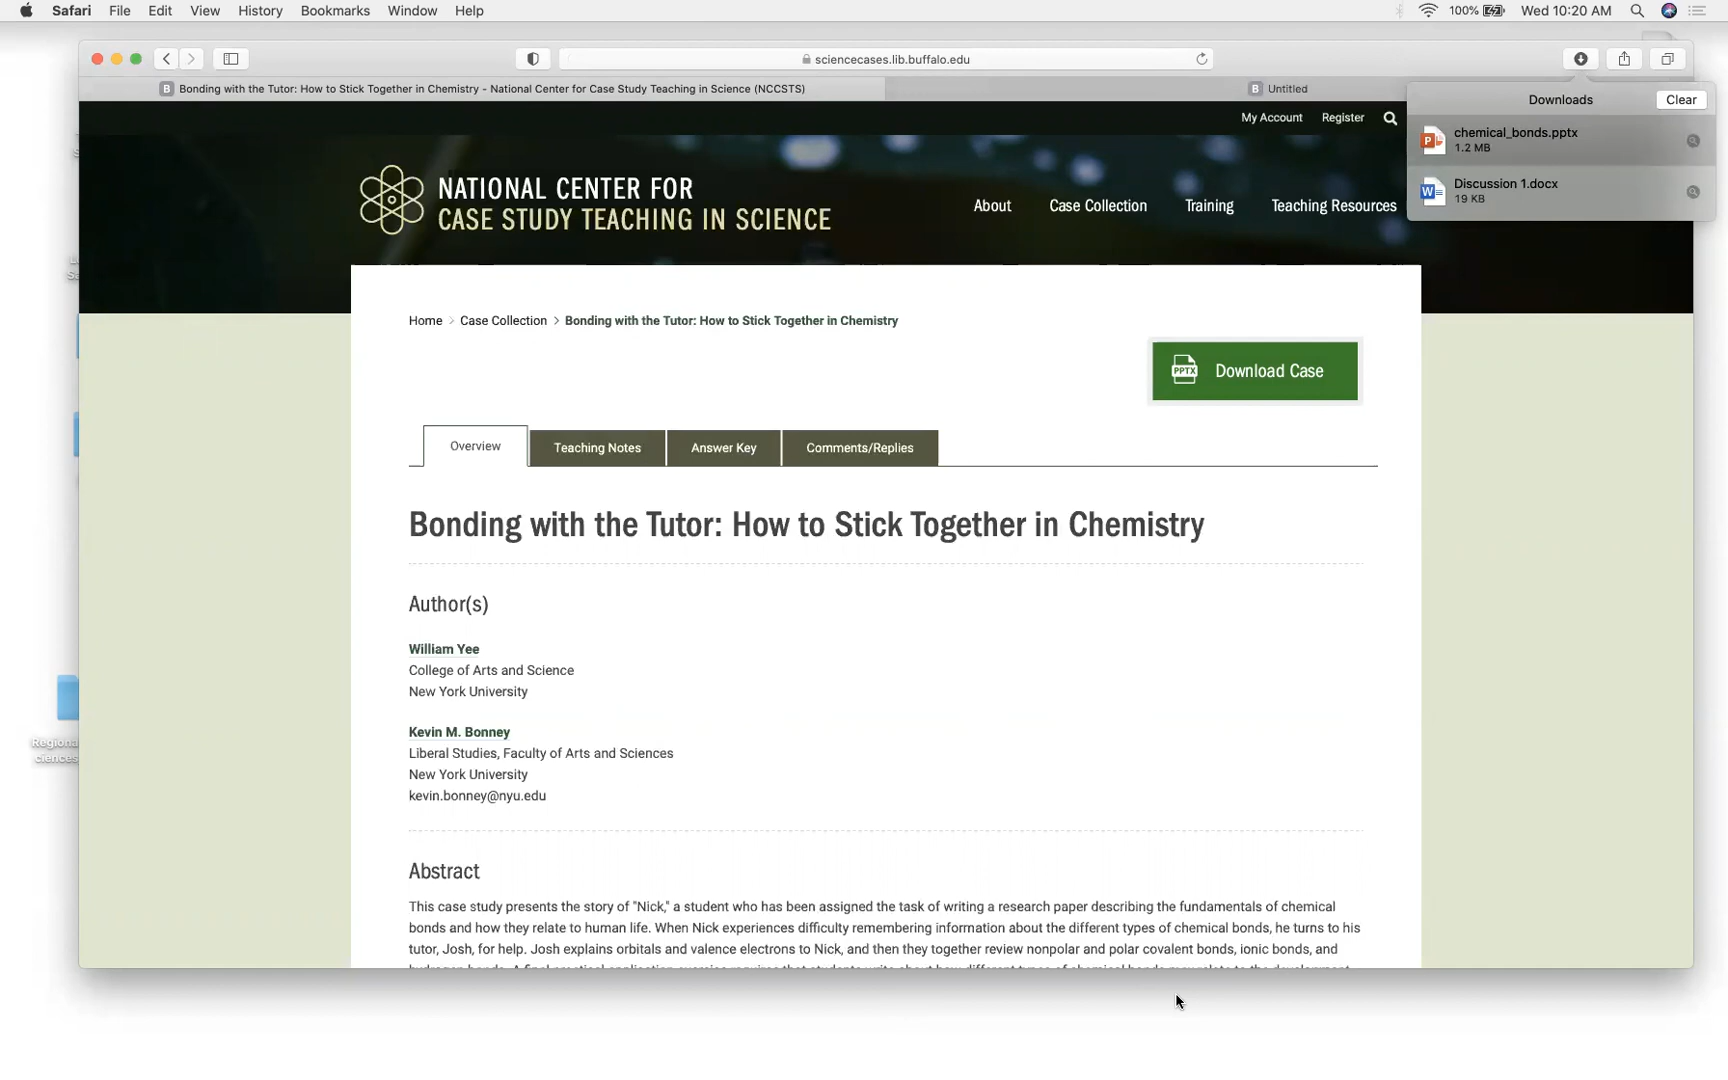 Safari File Edit View History Bookmarks Window Help 100% Wed 10:20 AM
sciencecases.lib.buffalo.edu
B Bonding with the Tutor: How to Stick Together in Chemistry - National Center for Case Study Teaching in Science (NCCSTS)
B Untitled
Downloads Clear
chemical_bonds.pptx
1.2 MB
Discussion 1.docx
19 KB
My Account Register
NATIONAL CENTER FOR
CASE STUDY TEACHING IN SCIENCE
About Case Collection Training Teaching Resources
Home > Case Collection > Bonding with the Tutor: How to Stick Together in Chemistry
PPTX Download Case
Overview Teaching Notes Answer Key Comments/Replies
Bonding with the Tutor: How to Stick Together in Chemistry
Author(s)
William Yee
College of Arts and Science
New York University
Kevin M. Bonney
Liberal Studies, Faculty of Arts and Sciences
New York University
kevin.bonney@nyu.edu
Abstract
This case study presents the story of "Nick," a student who has been assigned the task of writing a research paper describing the fundamentals of chemical
bonds and how they relate to human life. When Nick experiences difficulty remembering information about the different types of chemical bonds, he turns to his
tutor, Josh, for help. Josh explains orbitals and valence electrons to Nick, and then they together review nonpolar and polar covalent bonds, ionic bonds, and
Regional
ciences